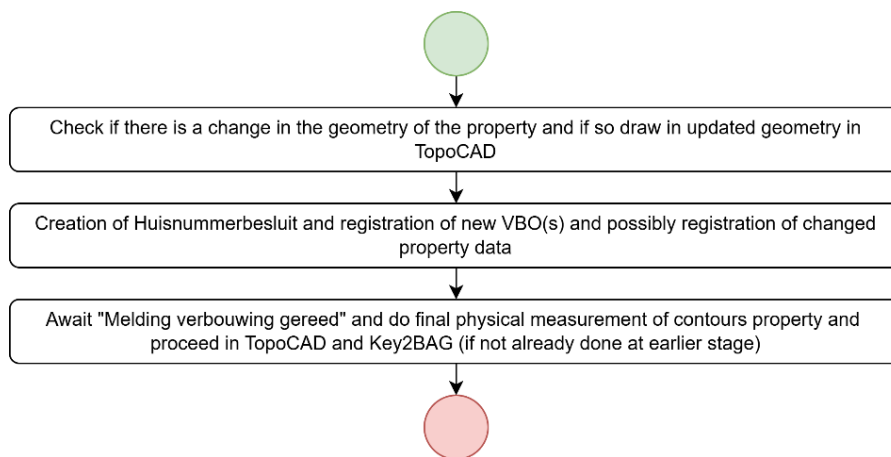 Check if there is a change in the geometry of the property and if so draw in updated geometry in
TopoCAD
Creation of Huisnummerbesluit and registration of new VBO(s) and possibly registration of changed
property data
Await "Melding verbouwing gereed" and do final physical measurement of contours property and
proceed in TopoCAD and Key2BAG (if not already done at earlier stage)